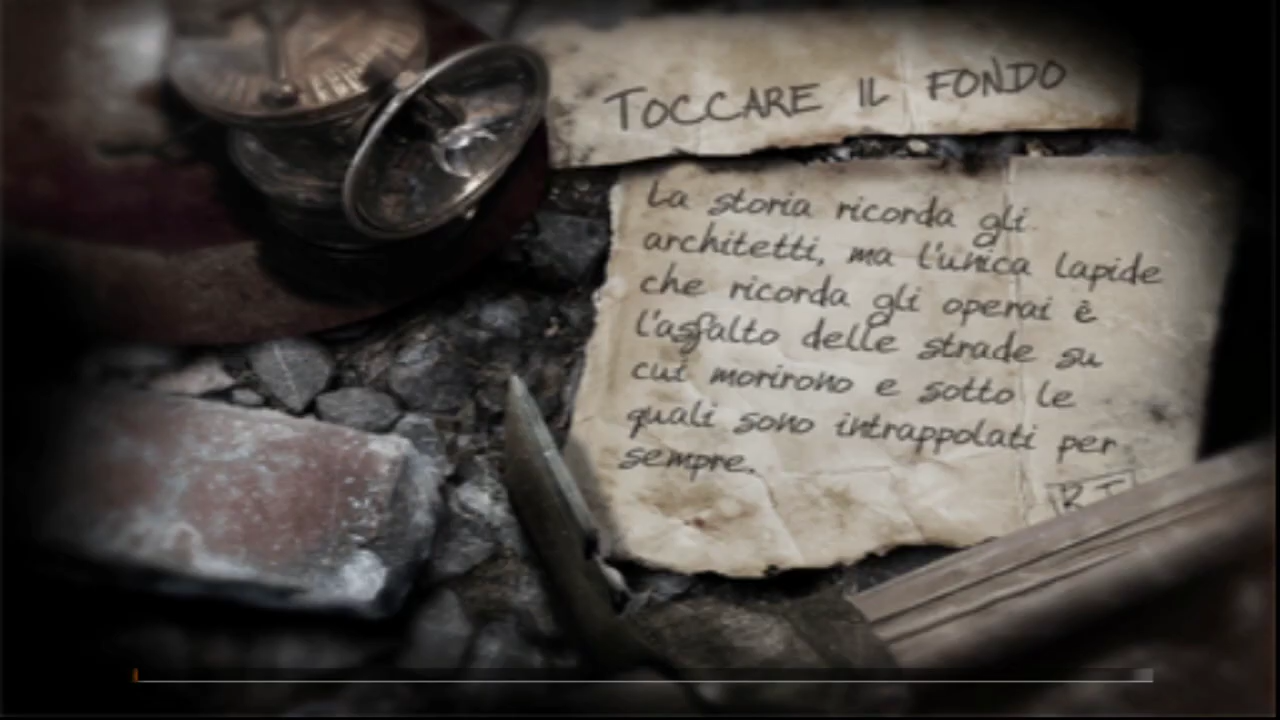 TOCCARE IL FONDO
La storia ricorda gli
architetti, ma l'unica lapide
che ricorda gli operai è
l'asfalto delle strade su
cui morirono e sotto le
quali sono intrappolati per
sempre.